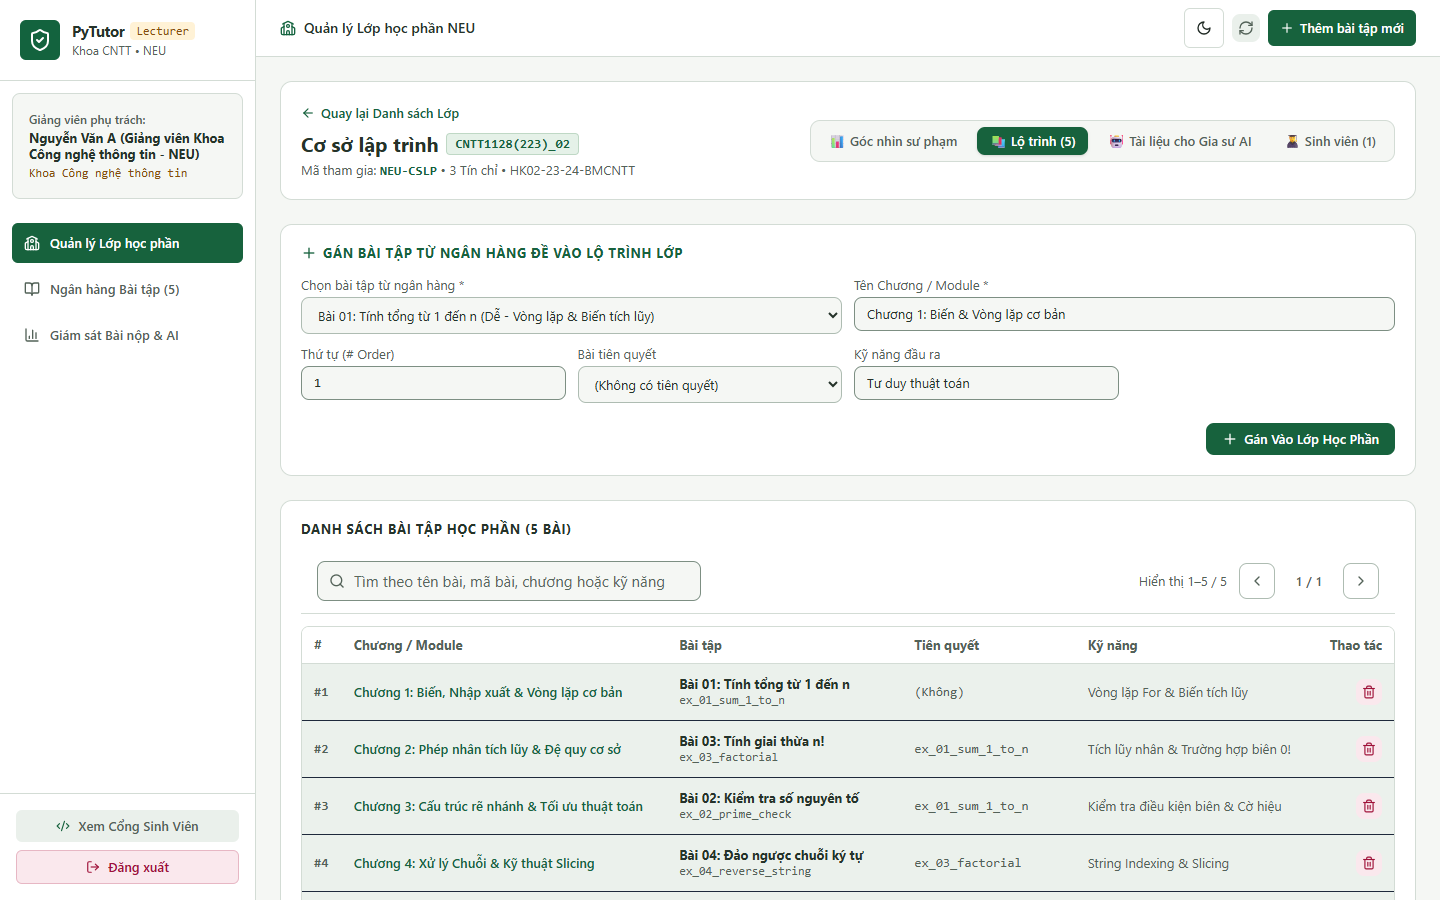 PyTutor Lecturer
Khoa CNTT • NEU
Giảng viên phụ trách:
Nguyễn Văn A (Giảng viên Khoa
Công nghệ thông tin - NEU)
Khoa Công nghệ thông tin
Quản lý Lớp học phần
Ngân hàng Bài tập (5)
Giám sát Bài nộp & AI
Xem Cổng Sinh Viên
Đăng xuất
Quản lý Lớp học phần NEU
Thêm bài tập mới
Quay lại Danh sách Lớp
Cơ sở lập trình CNTT1128(223)_02
Mã tham gia: NEU-CSLP • 3 Tín chỉ • HK02-23-24-BMCNTT
Góc nhìn sư phạm
Lộ trình (5)
Tài liệu cho Gia sư AI
Sinh viên (1)
GÁN BÀI TẬP TỪ NGÂN HÀNG ĐỀ VÀO LỘ TRÌNH LỚP
Chọn bài tập từ ngân hàng *
Bài 01: Tính tổng từ 1 đến n (Dễ - Vòng lặp & Biến tích lũy)
Tên Chương / Module *
Chương 1: Biến & Vòng lặp cơ bản
Thứ tự (# Order)
1
Bài tiên quyết
(Không có tiên quyết)
Kỹ năng đầu ra
Tư duy thuật toán
Gán Vào Lớp Học Phần
DANH SÁCH BÀI TẬP HỌC PHẦN (5 BÀI)
Tìm theo tên bài, mã bài, chương hoặc kỹ năng
Hiển thị 1–5 / 5
1 / 1
# Chương / Module Bài tập Tiên quyết Kỹ năng Thao tác
#1 Chương 1: Biến, Nhập xuất & Vòng lặp cơ bản Bài 01: Tính tổng từ 1 đến n (Không) Vòng lặp For & Biến tích lũy
ex_01_sum_1_to_n
#2 Chương 2: Phép nhân tích lũy & Đệ quy cơ sở Bài 03: Tính giai thừa n! ex_01_sum_1_to_n Tích lũy nhân & Trường hợp biên 0!
ex_03_factorial
#3 Chương 3: Cấu trúc rẽ nhánh & Tối ưu thuật toán Bài 02: Kiểm tra số nguyên tố ex_01_sum_1_to_n Kiểm tra điều kiện biên & Cờ hiệu
ex_02_prime_check
#4 Chương 4: Xử lý Chuỗi & Kỹ thuật Slicing Bài 04: Đảo ngược chuỗi ký tự ex_03_factorial String Indexing & Slicing
ex_04_reverse_string